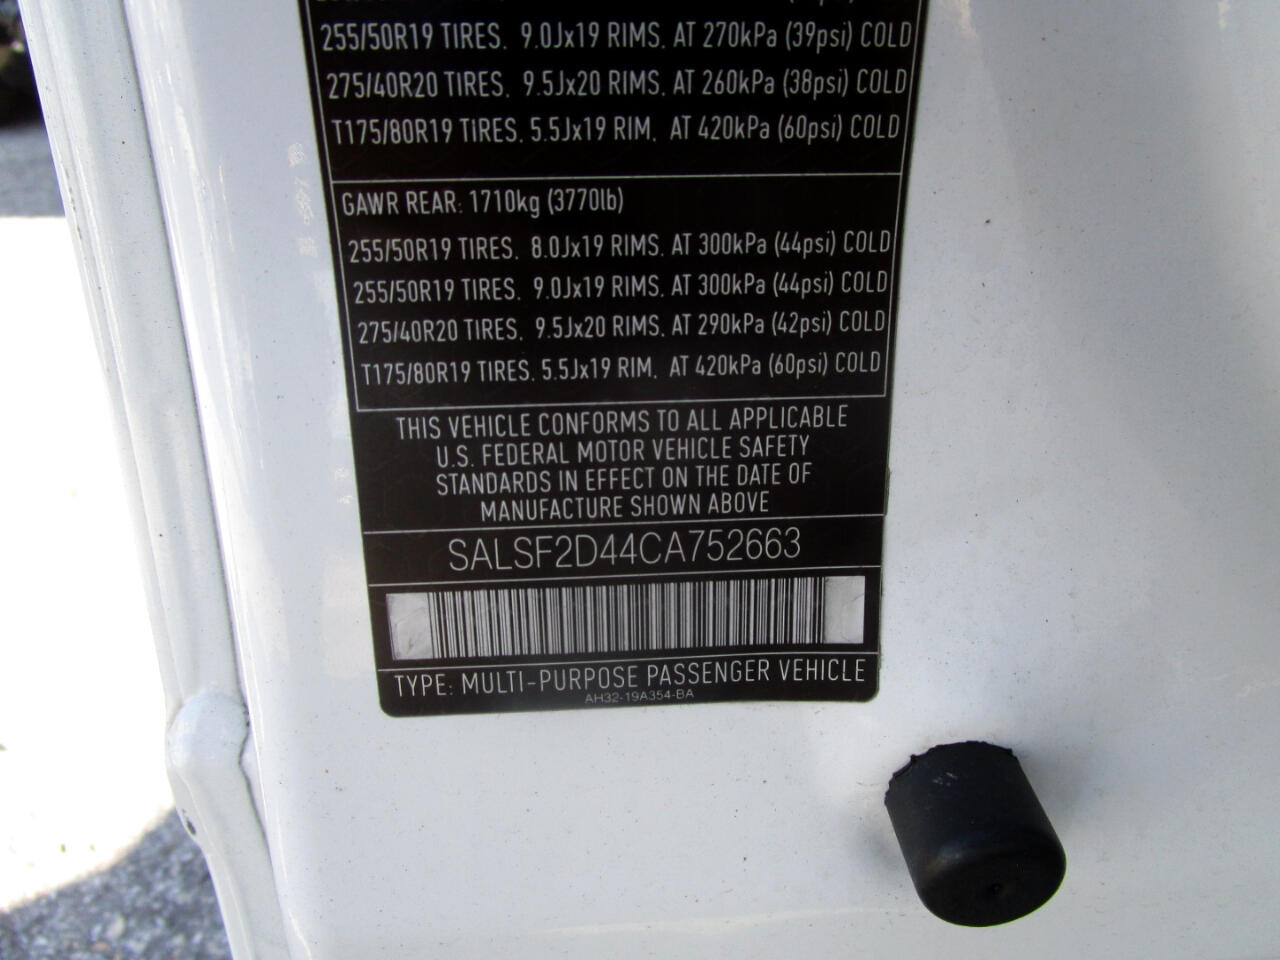 255/50R19 TIRES, 9.0Jx19 RIMS, AT 270kPa (39psi) COLD
275/40R20 TIRES, 9.5Jx20 RIMS, AT 260kPa (38psi) COLD
T175/80R19 TIRES, 5.5Jx19 RIM, AT 420kPa (60psi) COLD
GAWR REAR: 1710kg (3770lb)
255/50R19 TIRES, 8.0Jx19 RIMS, AT 300kPa (44psi) COLD
255/50R19 TIRES, 9.0Jx19 RIMS, AT 300kPa (44psi) COLD
275/40R20 TIRES, 9.5Jx20 RIMS, AT 290kPa (42psi) COLD
T175/80R19 TIRES, 5.5Jx19 RIM, AT 420kPa (60psi) COLD
THIS VEHICLE CONFORMS TO ALL APPLICABLE
U.S. FEDERAL MOTOR VEHICLE SAFETY
STANDARDS IN EFFECT ON THE DATE OF
MANUFACTURE SHOWN ABOVE
SALSF2D44CA752663
TYPE: MULTI-PURPOSE PASSENGER VEHICLE
AH32-19A354-BA